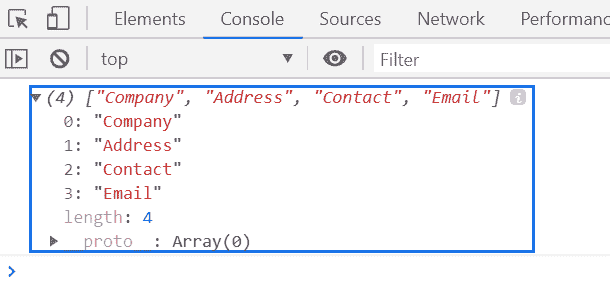 Elements Console Sources Network Performanc
top Filter
(4) ["Company", "Address", "Contact", "Email"] i
0: "Company"
1: "Address"
2: "Contact"
3: "Email"
length: 4
__proto__: Array(0)